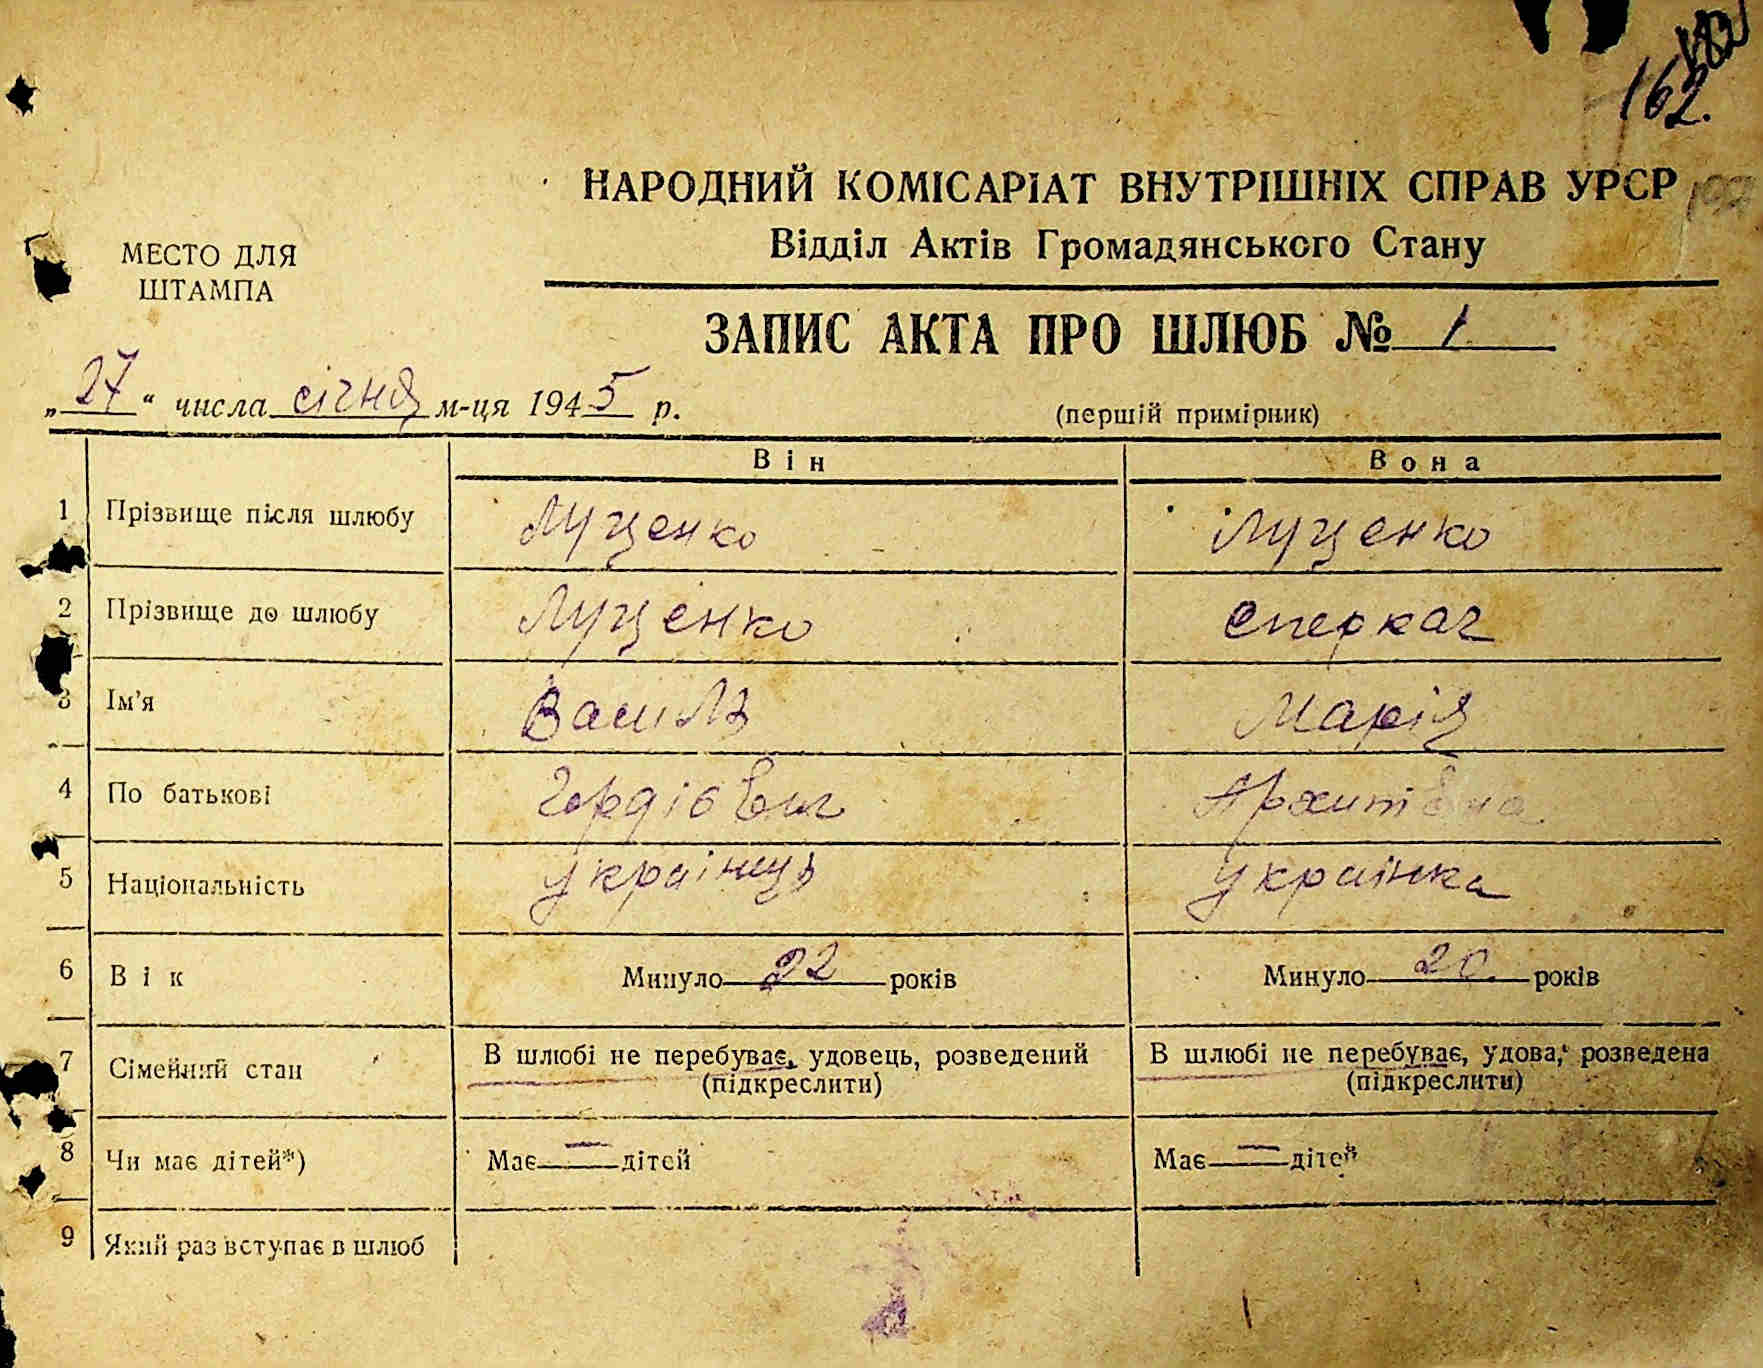 162.
НАРОДНИЙ КОМІСАРІАТ ВНУТРІШНІХ СПРАВ УРСР
Відділ Актів Громадянського Стану
МЕСТО ДЛЯ
ШТАМПА
ЗАПИС АКТА ПРО ШЛЮБ № 1
„27“ числа січня м-ця 1945 р.
(першій примірник)
Він Вона
1 Прізвище після шлюбу Луценко Луценко
2 Прізвище до шлюбу Луценко Сперкач
3 Ім'я Василь Марія
4 По батькові Гордієвич Архипівна
5 Національність українець українка
6 Вік Минуло 22 років Минуло 20 років
7 Сімейний стан В шлюбі не перебуває, удовець, розведений В шлюбі не перебуває, удова, розведена
(підкреслити) (підкреслити)
8 Чи має дітей*) Має — дітей Має — дітей
9 Який раз вступає в шлюб